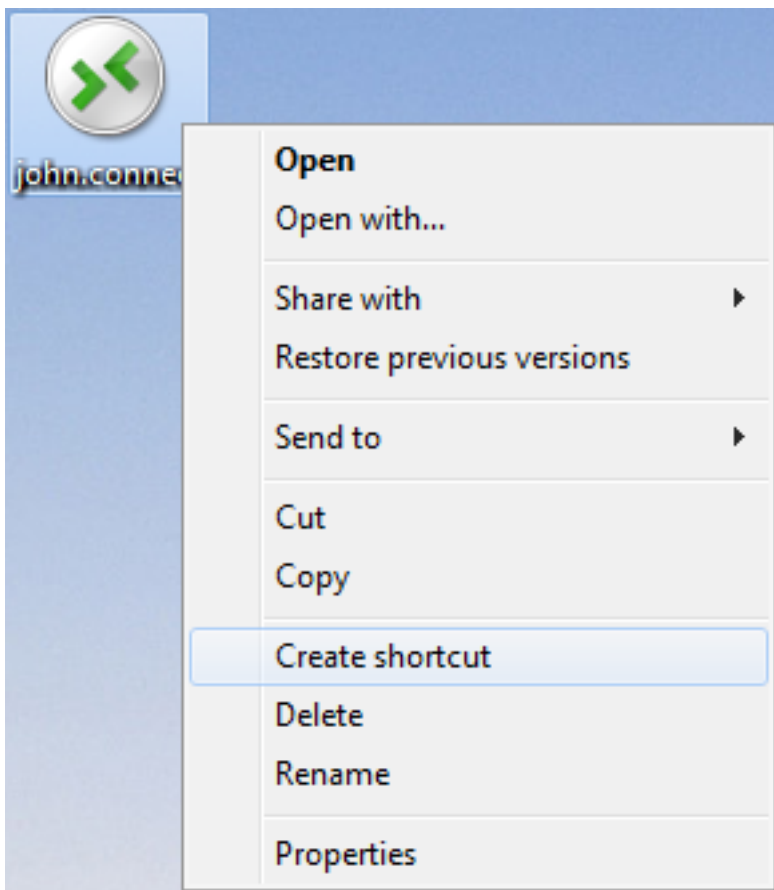 john.conne
Open
Open with...
Share with
Restore previous versions
Send to
Cut
Copy
Create shortcut
Delete
Rename
Properties